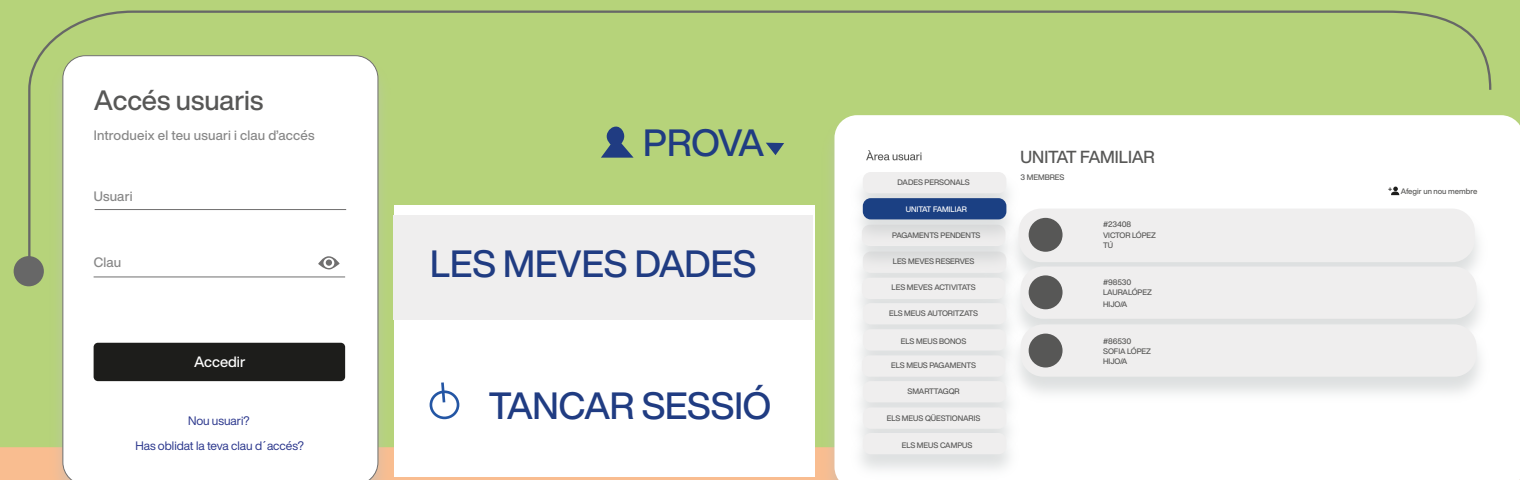 Accés usuaris
Introdueix el teu usuari i clau d'accés
Usuari
Clau
Accedir
Nou usuari?
Has oblidat la teva clau d´accés?
PROVA
LES MEVES DADES
TANCAR SESSIÓ
Àrea usuari
DADES PERSONALS
UNITAT FAMILIAR
PAGAMENTS PENDENTS
LES MEVES RESERVES
LES MEVES ACTIVITATS
ELS MEUS AUTORITZATS
ELS MEUS BONOS
ELS MEUS PAGAMENTS
SMARTTAGQR
ELS MEUS QÜESTIONARIS
ELS MEUS CAMPUS
UNITAT FAMILIAR
3 MEMBRES
Afegir un nou membre
#23408
VICTOR LÓPEZ
TÚ
#98530
LAURALÓPEZ
HIJO/A
#86530
SOFIA LÓPEZ
HIJO/A